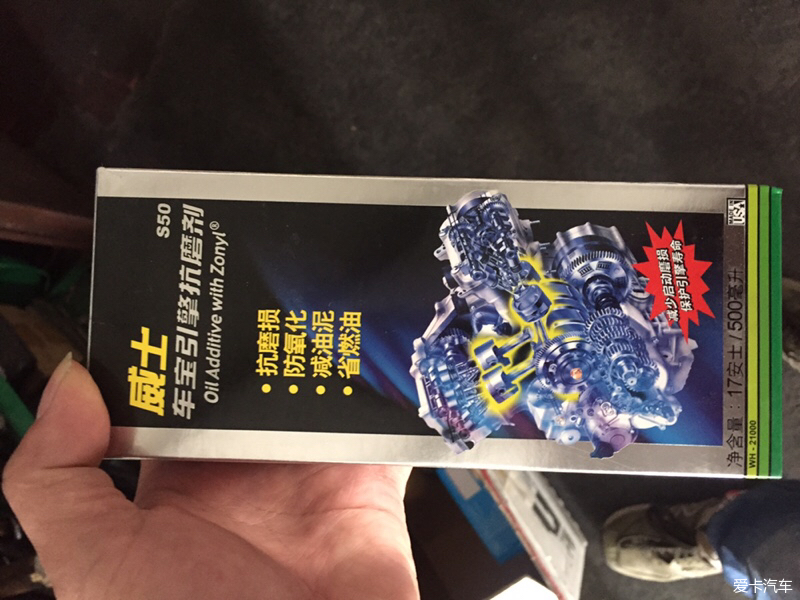 威士
车宝引擎抗磨剂 S50
Oil Additive with Zonyl®
• 抗磨损
• 防氧化
• 减油泥
• 省燃油
减少启动磨损
保护引擎寿命
MADE IN
USA
净含量：17安士/500毫升
WH-21000
爱卡汽车